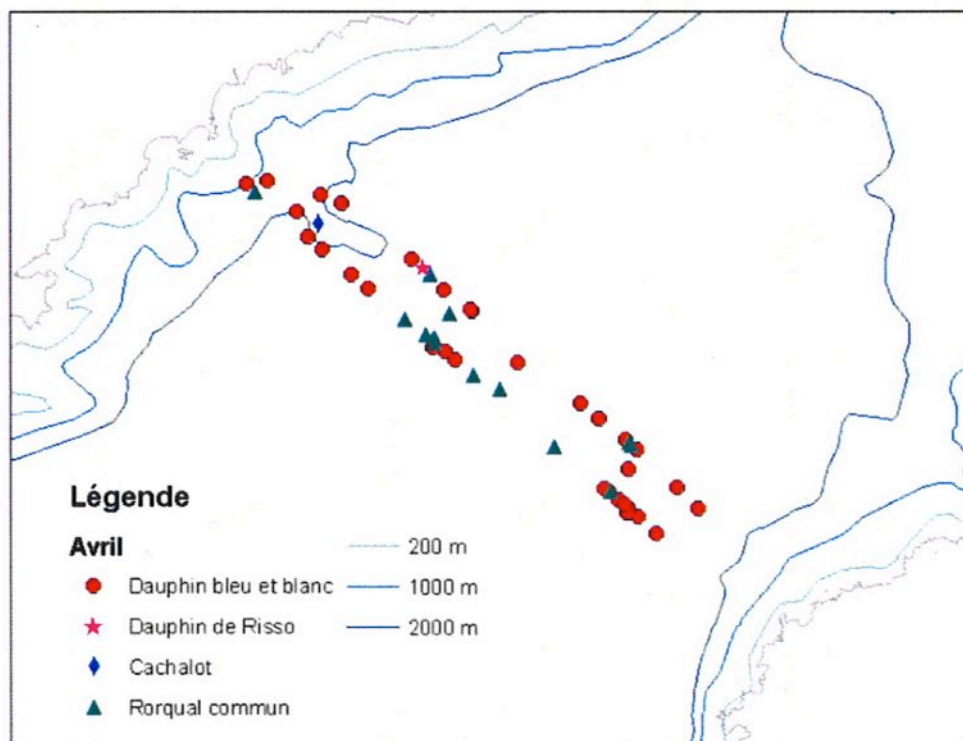 Légende
Avril
Dauphin bleu et blanc
Dauphin de Risso
Cachalot
Rorqual commun
200 m
1000 m
2000 m